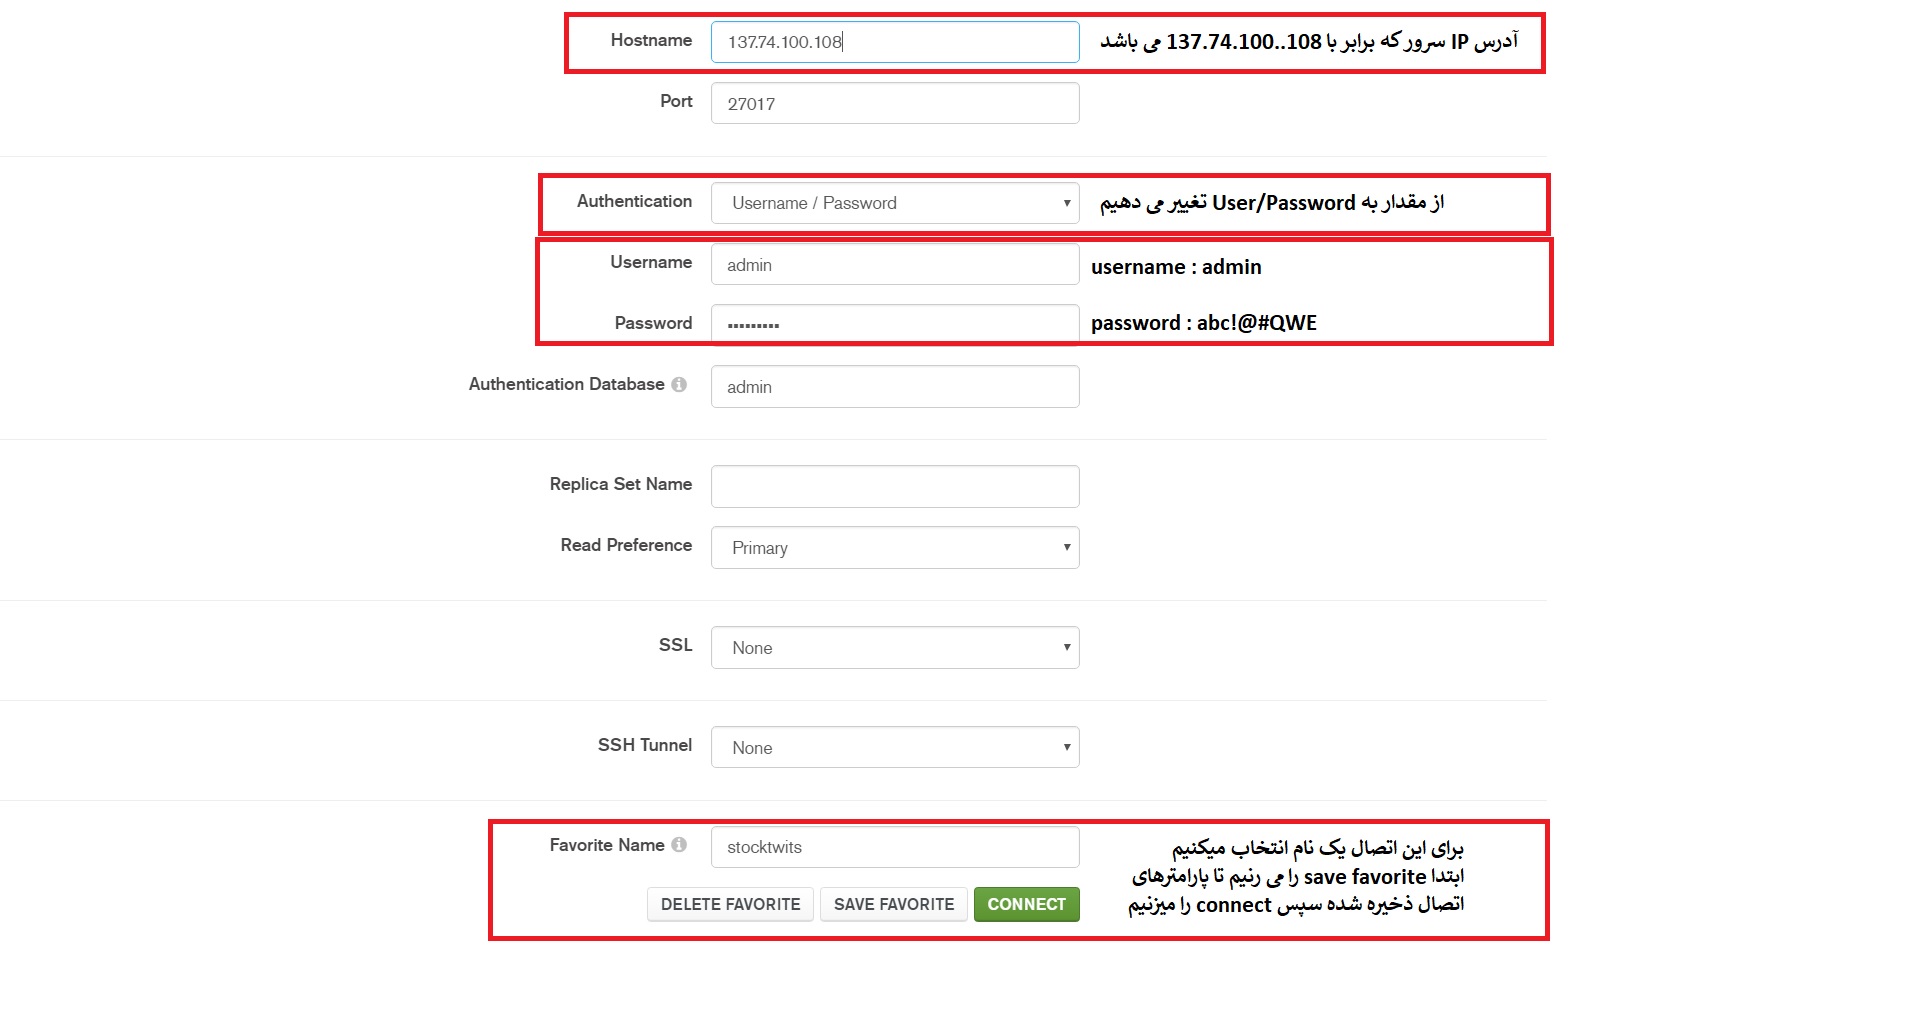 Hostname 137.74.100.108 آدرس IP سرور که برابر با 137.74.100..108 می باشد
Port 27017
Authentication Username / Password از مقدار به User/Password تغییر می دهیم
Username admin username : admin
Password ••••••••• password : abc!@#QWE
Authentication Database admin
Replica Set Name
Read Preference Primary
SSL None
SSH Tunnel None
Favorite Name stocktwits برای این اتصال یک نام انتخاب میکنیم
ابتدا save favorite را می رنیم تا پارامترهای
DELETE FAVORITE SAVE FAVORITE CONNECT اتصال ذخیره شده سپس connect را میزنیم